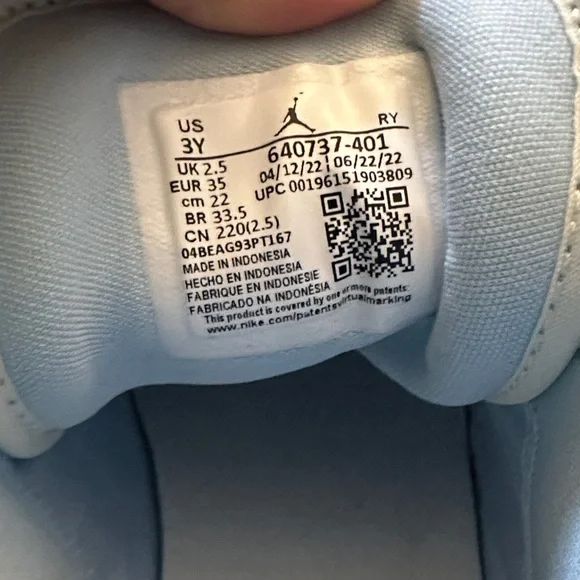 US RY
3Y 640737-401
UK 2.5 04/12/22 | 06/22/22
EUR 35 UPC 00196151903809
cm 22
BR 33.5
CN 220(2.5)
04BEAG93PT167
MADE IN INDONESIA
HECHO EN INDONESIA
FABRIQUE EN INDONESIE
FABRICADO NA INDONÉSIA
This product is covered by one or more patents:
www.nike.com/patentsvirtualmarking